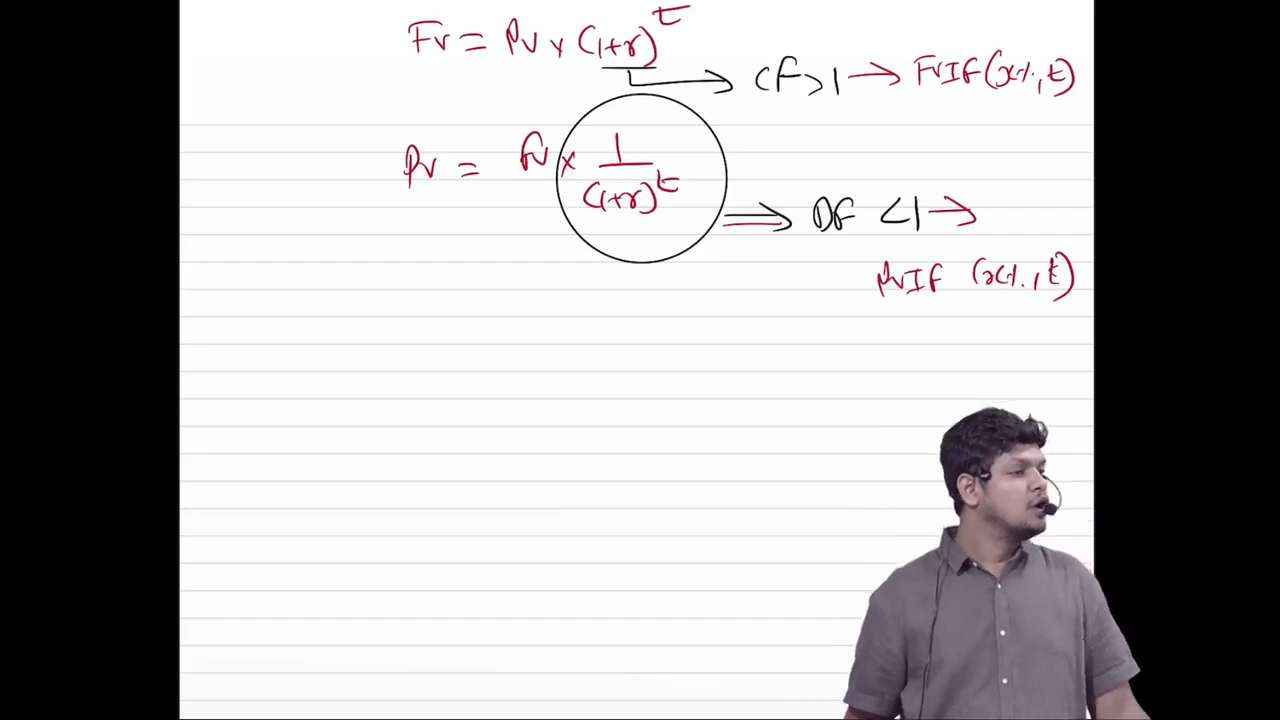 FV = PV x (1+r)^t
CF > 1 → FVIF (x%, t)
PV = FV x 1/(1+r)^t
⇒ DF < 1 →
PVIF (x%, t)